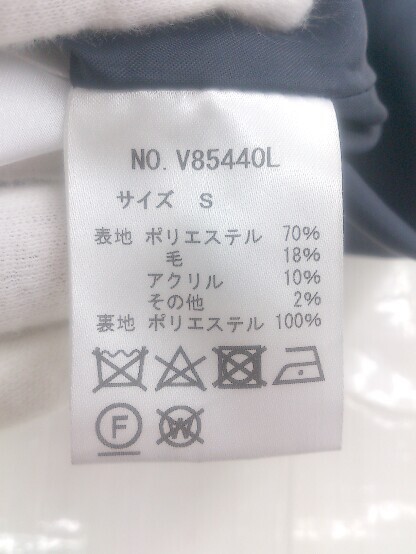 NO. V85440L
サイズ S
表地 ポリエステル 70%
毛 18%
アクリル 10%
その他 2%
裏地 ポリエステル 100%
F W